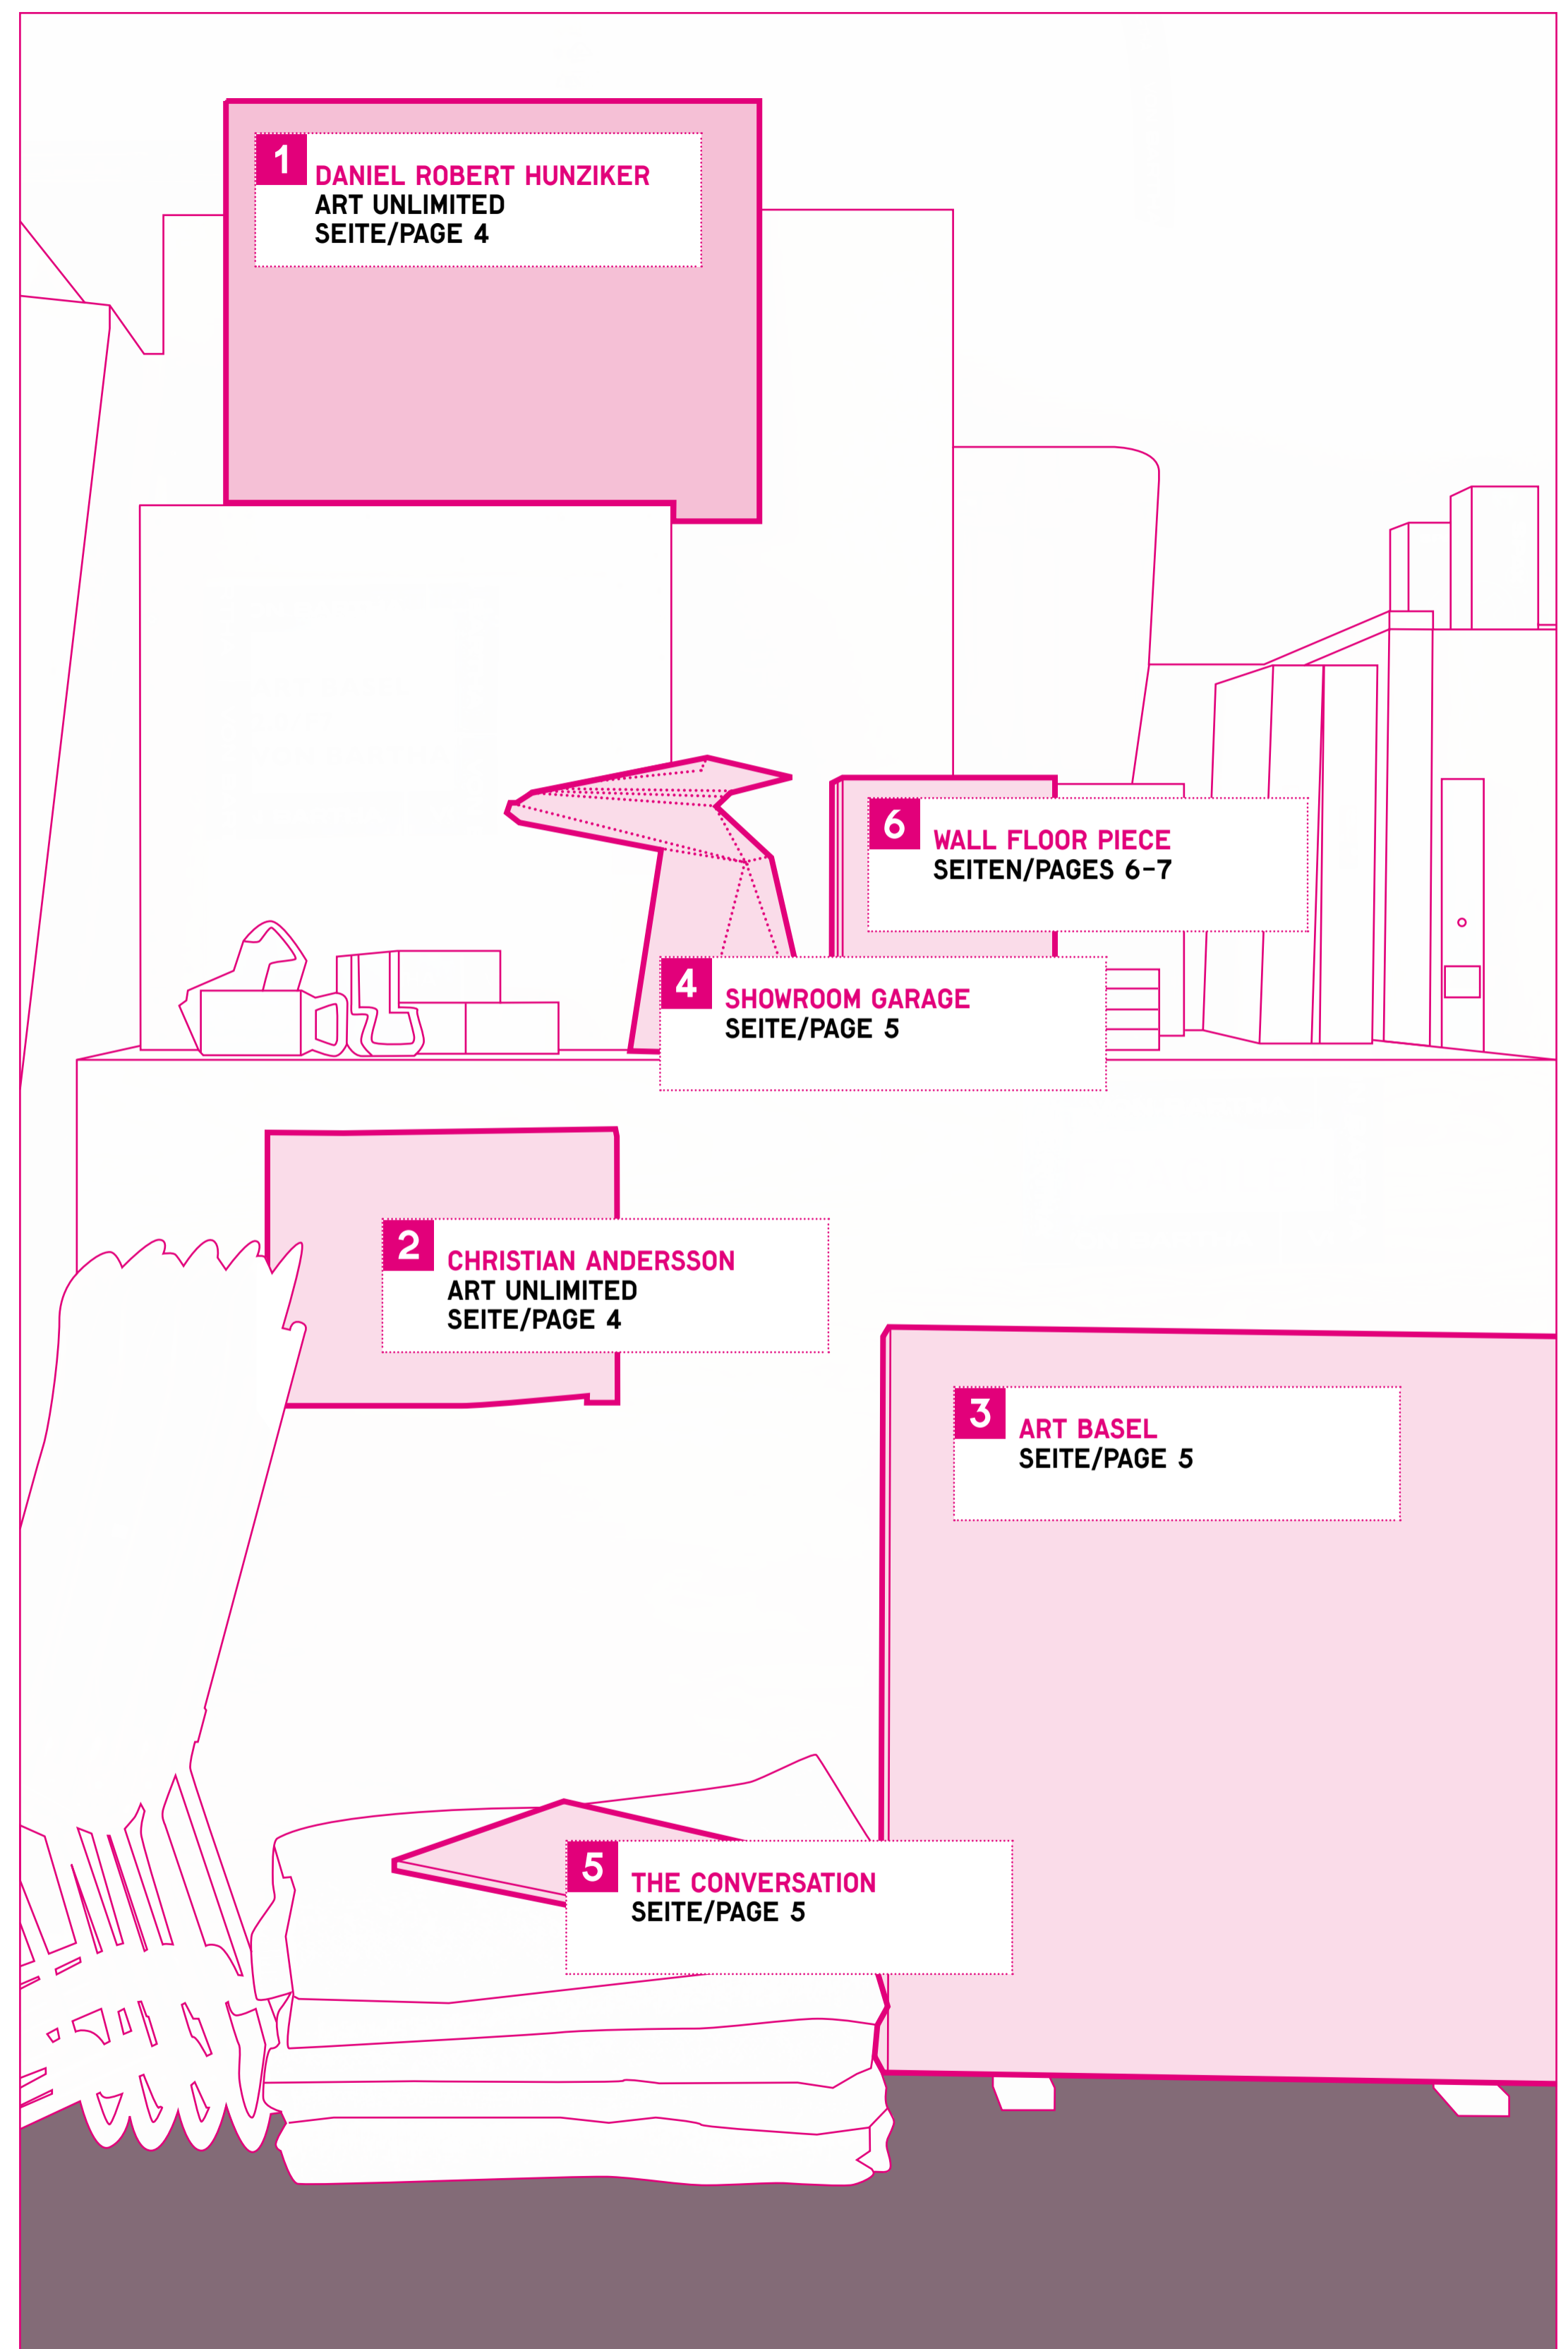 1
DANIEL ROBERT HUNZIKER
ART UNLIMITED
SEITE/PAGE 4
6
WALL FLOOR PIECE
SEITEN/PAGES 6–7
4
SHOWROOM GARAGE
SEITE/PAGE 5
2
CHRISTIAN ANDERSSON
ART UNLIMITED
SEITE/PAGE 4
3
ART BASEL
SEITE/PAGE 5
5
THE CONVERSATION
SEITE/PAGE 5